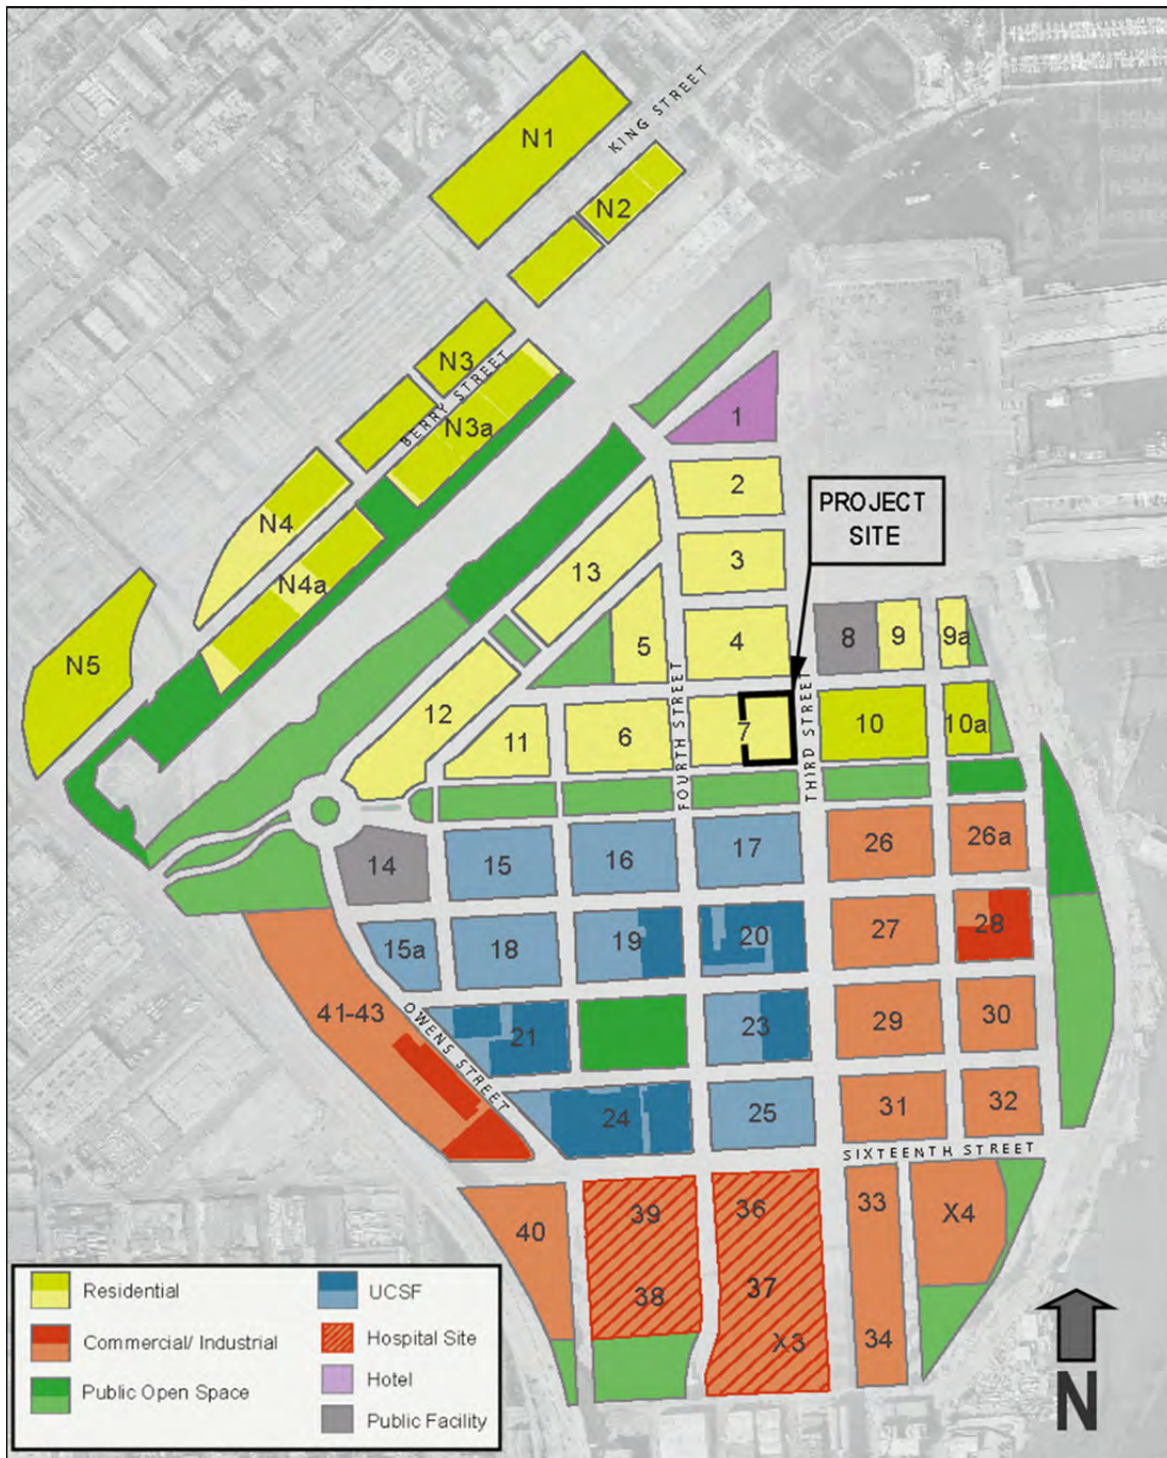 N1
KING STREET
N2
N3
BERRY STREET
N3a
1
N4
2
PROJECT
SITE
N4a
13
3
N5
5
4
8
9
9a
12
11
6
FOURTH STREET
7
THIRD STREET
10
10a
14
15
16
17
26
26a
15a
18
19
20
27
28
41-43
OWENS STREET
21
23
29
30
24
25
31
32
SIXTEENTH STREET
40
39
36
33
X4
38
37
X3
34
Residential
Commercial/ Industrial
Public Open Space
UCSF
Hospital Site
Hotel
Public Facility
N